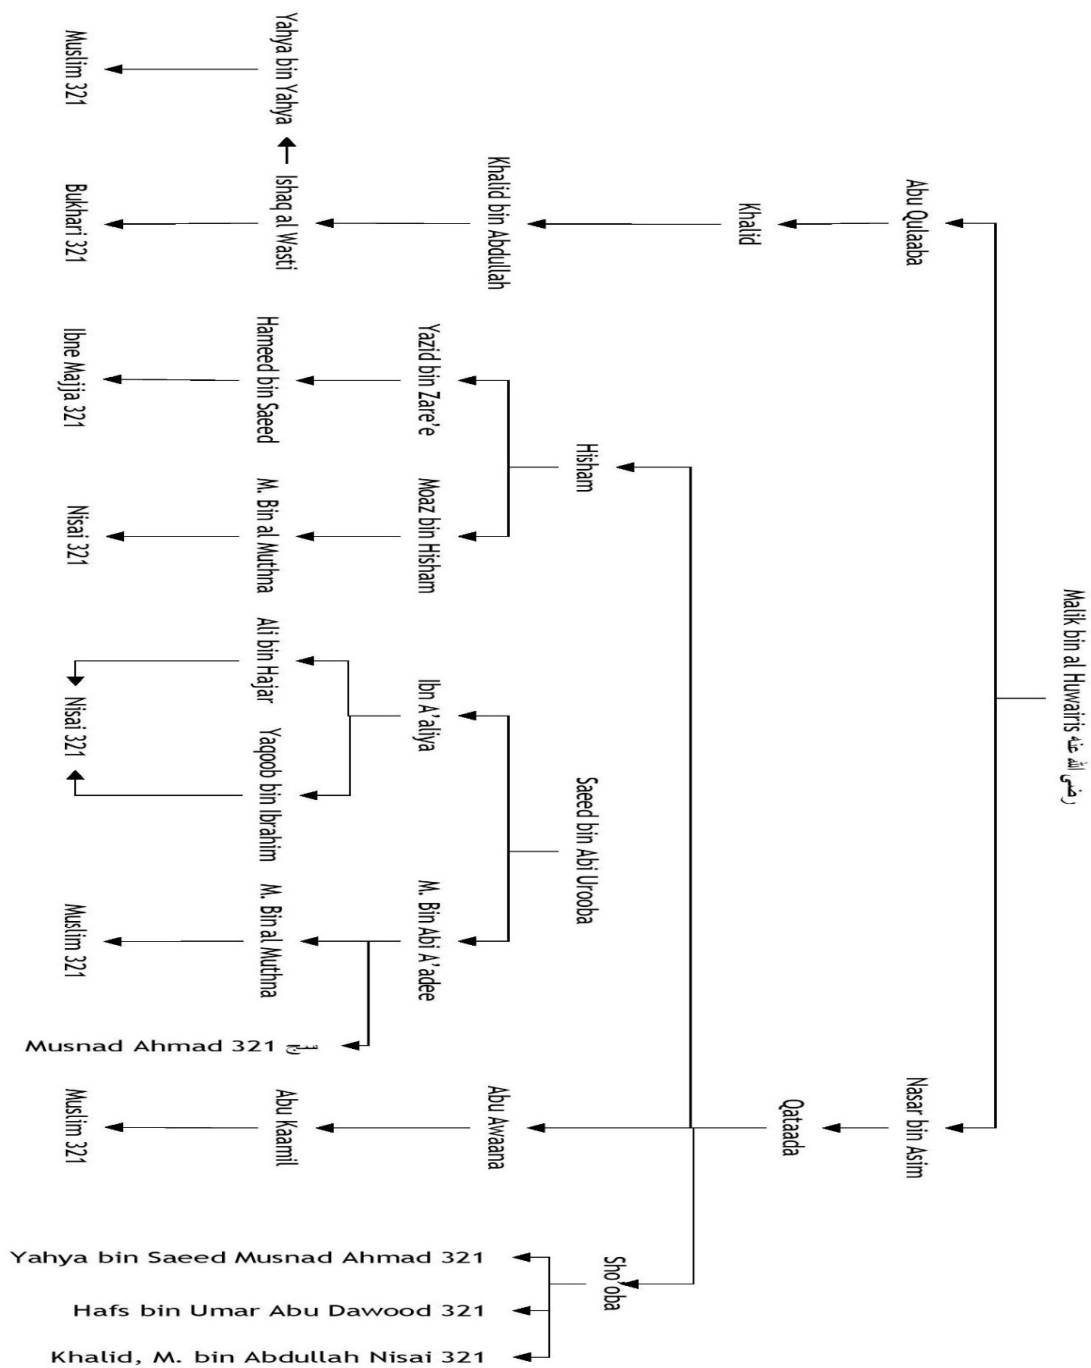 Malik bin al Huwairis رضى الله عنه
Abu Qulaaba
Nasar bin Asim
Khalid
Qataada
Hisham
Saeed bin Abi Urooba
Sho'oba
Khalid bin Abdullah
Yazid bin Zare'e
Moaz bin Hisham
Ibn A'aliya
M. Bin Abi A'adee
Abu Awaana
Yahya bin Yahya
Ishaq al Wasti
Hameed bin Saeed
M. Bin al Muthna
Ali bin Hajar
Yaqoob bin Ibrahim
M. Bin al Muthna
Abu Kaamil
Muslim 321
Bukhari 321
Ibne Majja 321
Nisai 321
Nisai 321
Muslim 321
Musnad Ahmad 321
Muslim 321
Yahya bin Saeed Musnad Ahmad 321
Hafs bin Umar Abu Dawood 321
Khalid, M. bin Abdullah Nisai 321